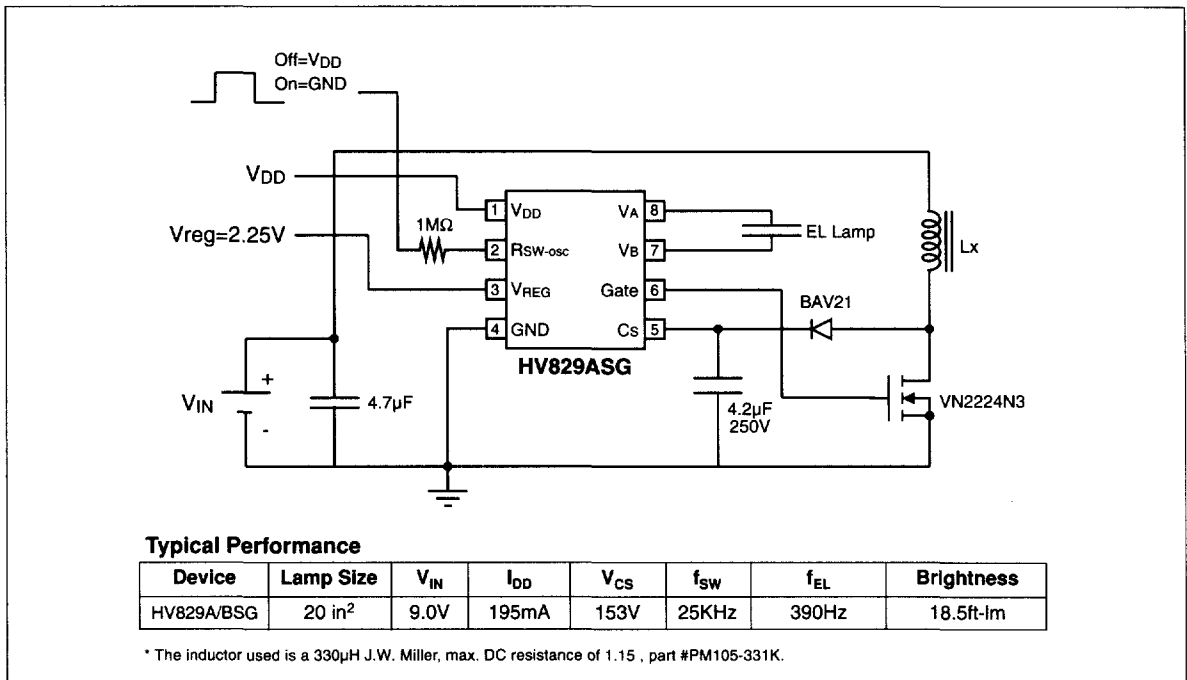 Off=VDD
On=GND
VDD
Vreg=2.25V
1MΩ
1 VDD
2 RSW-osc
3 VREG
4 GND
VA 8
VB 7
Gate 6
Cs 5
HV829ASG
EL Lamp
Lx
BAV21
VN2224N3
4.2µF
250V
VIN
+
-
4.7µF
Typical Performance
Device Lamp Size VIN IDD VCS fSW fEL Brightness
HV829A/BSG 20 in² 9.0V 195mA 153V 25KHz 390Hz 18.5ft-lm
* The inductor used is a 330µH J.W. Miller, max. DC resistance of 1.15 , part #PM105-331K.